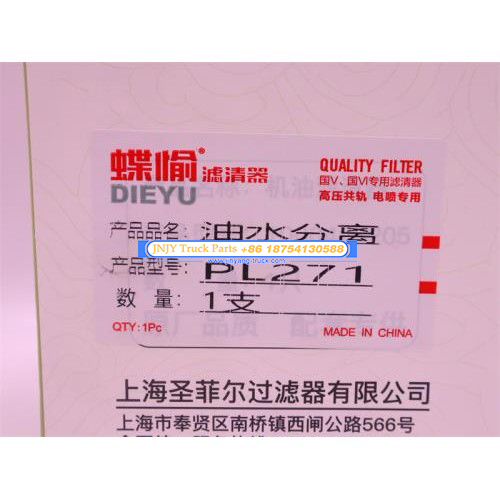 蝶愉® 滤清器
DIEYU
QUALITY FILTER
国Ⅴ、国Ⅵ专用滤清器
高压共轨 电喷专用
产品品名: 油水分离
JNJY Truck Parts +86 18754130588
www.jinyang-truck.com
产品型号: PL271
数 量: 1支
QTY:1Pc
MADE IN CHINA
上海圣菲尔过滤器有限公司
上海市奉贤区南桥镇西闸公路566号